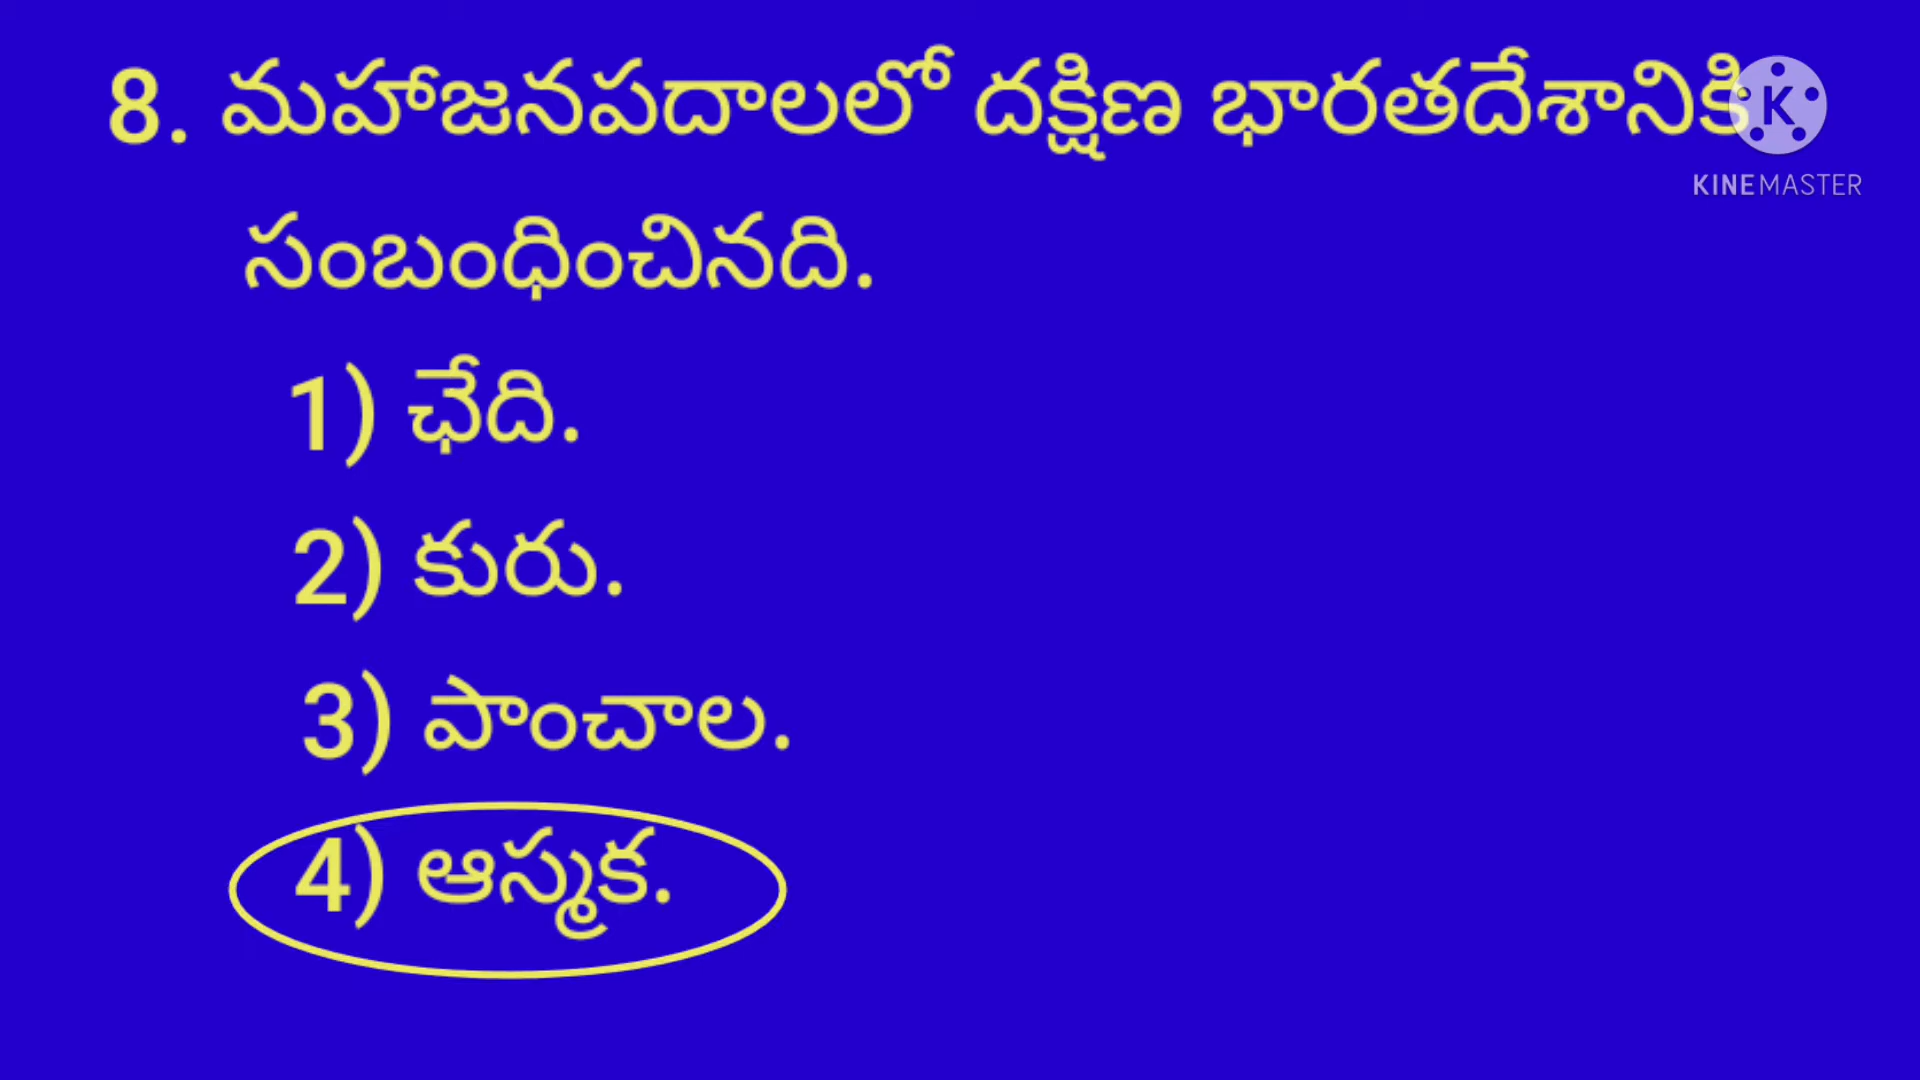 8. మహాజనపదాలలో దక్షిణ భారతదేశానికి
సంబంధించినది.
1) ఛేది.
2) కురు.
3) పాంచాల.
4) ఆస్మక.
K
KINEMASTER